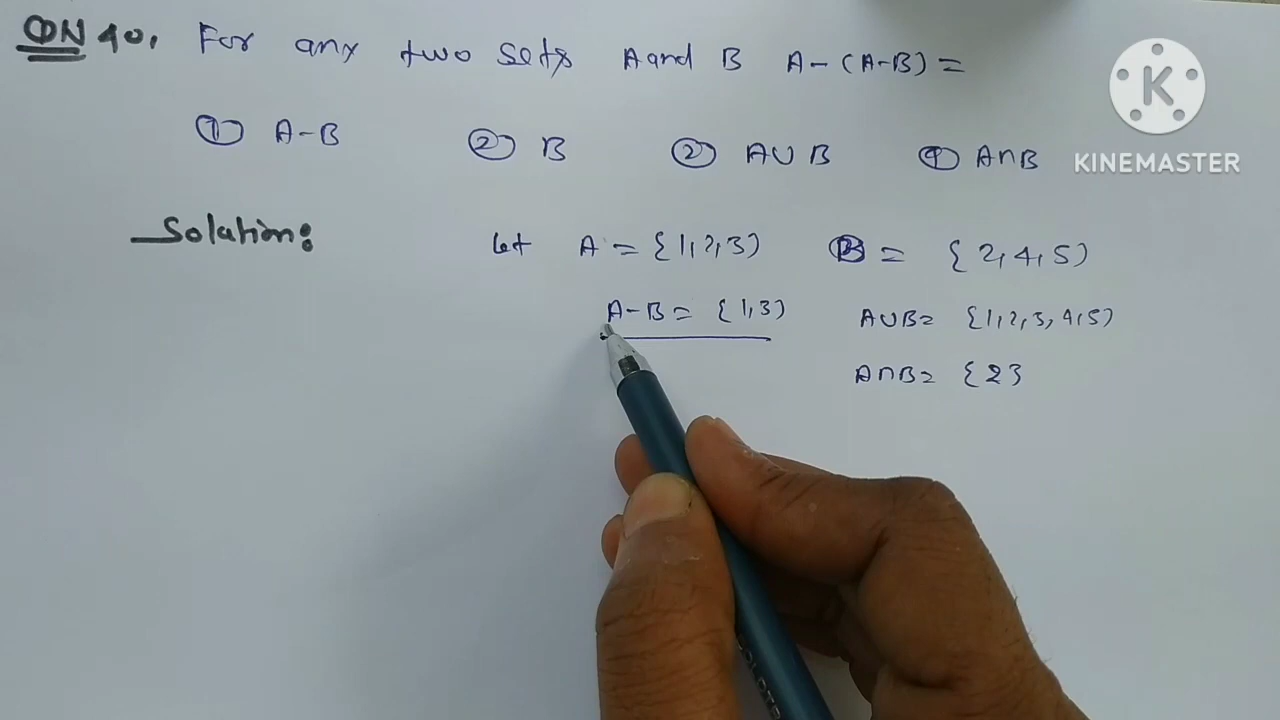 QN 40, For any two sets A and B A-(A-B)=
① A-B ② B ② A∪B ④ A∩B
KINEMASTER
Solution:
Let A = {1,2,3} B = {2,4,5}
A-B = {1,3} A∪B= {1,2,3,4,5}
A∩B= {2}